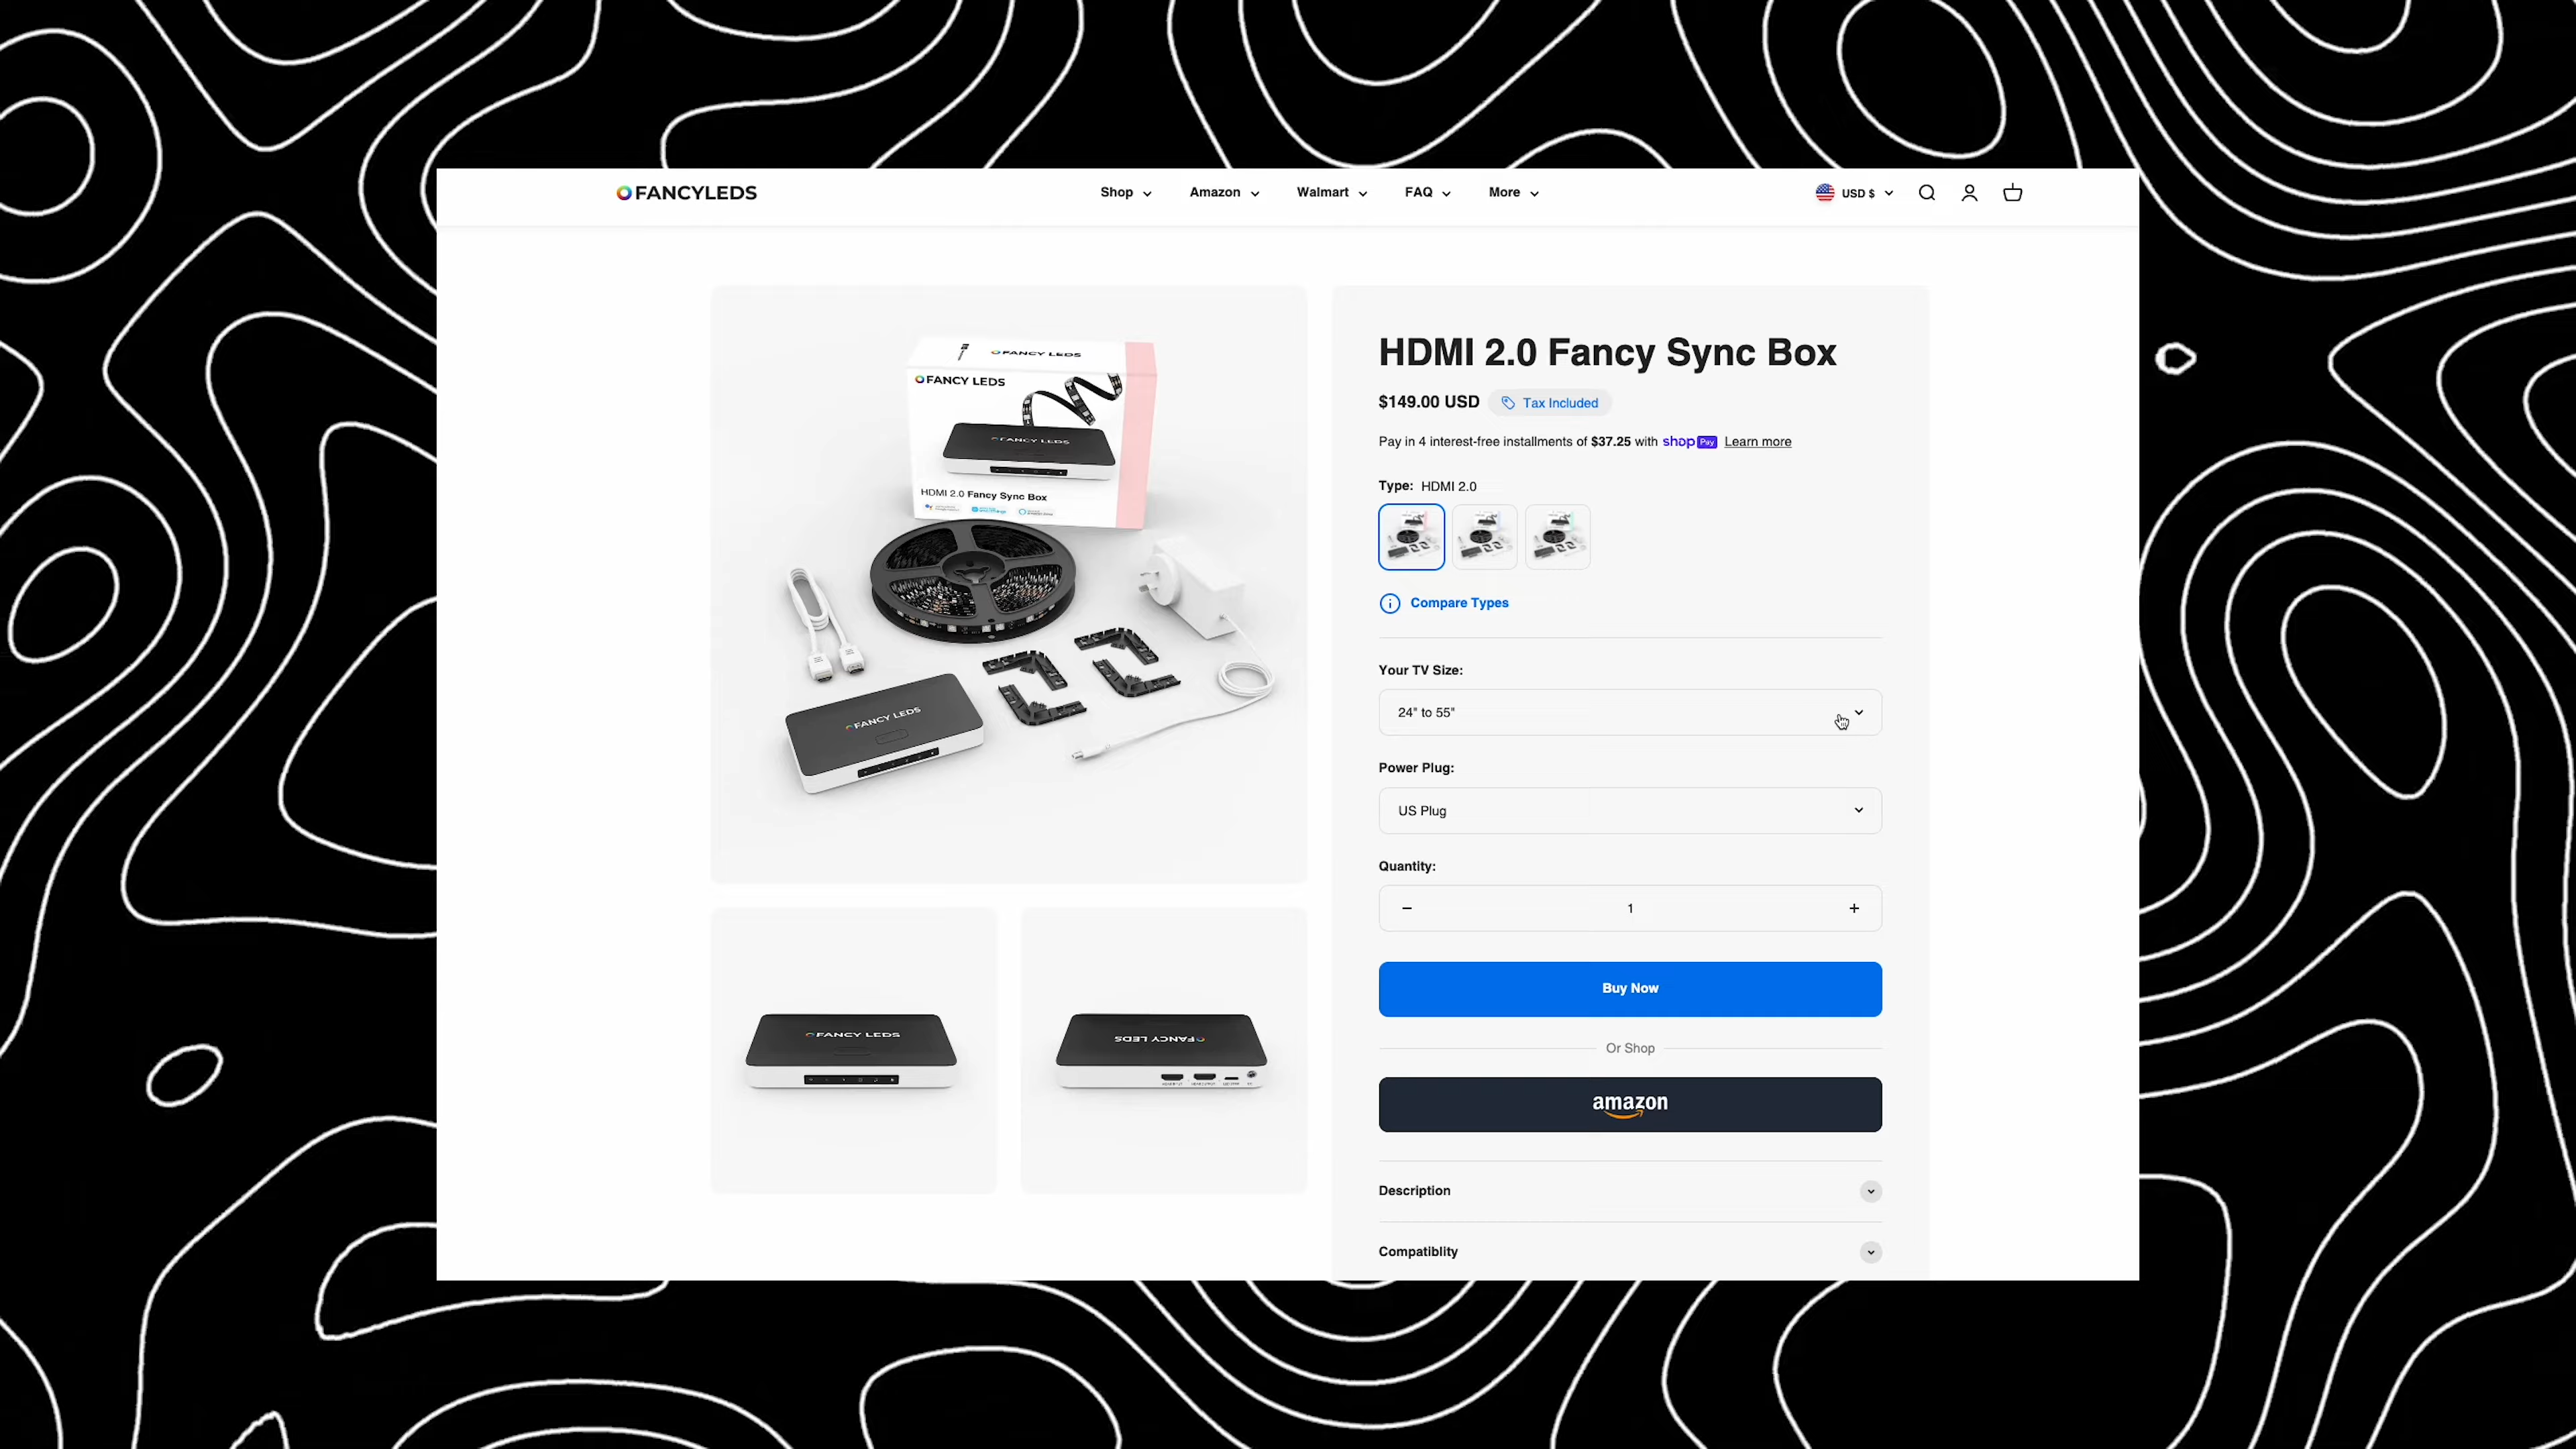 FANCYLEDS
Shop
Amazon
Walmart
FAQ
More
USD $
FANCY LEDS
FANCY LEDS
FANCY LEDS
HDMI 2.0 Fancy Sync Box
FANCY LEDS
FANCY LEDS
FANCY LEDS
HDMI 2.0 Fancy Sync Box
$149.00 USD
Tax Included
Pay in 4 interest-free installments of $37.25 with shop Pay Learn more
Type: HDMI 2.0
Compare Types
Your TV Size:
24" to 55"
Power Plug:
US Plug
Quantity:
− 1 +
Buy Now
Or Shop
amazon
Description
Compatiblity